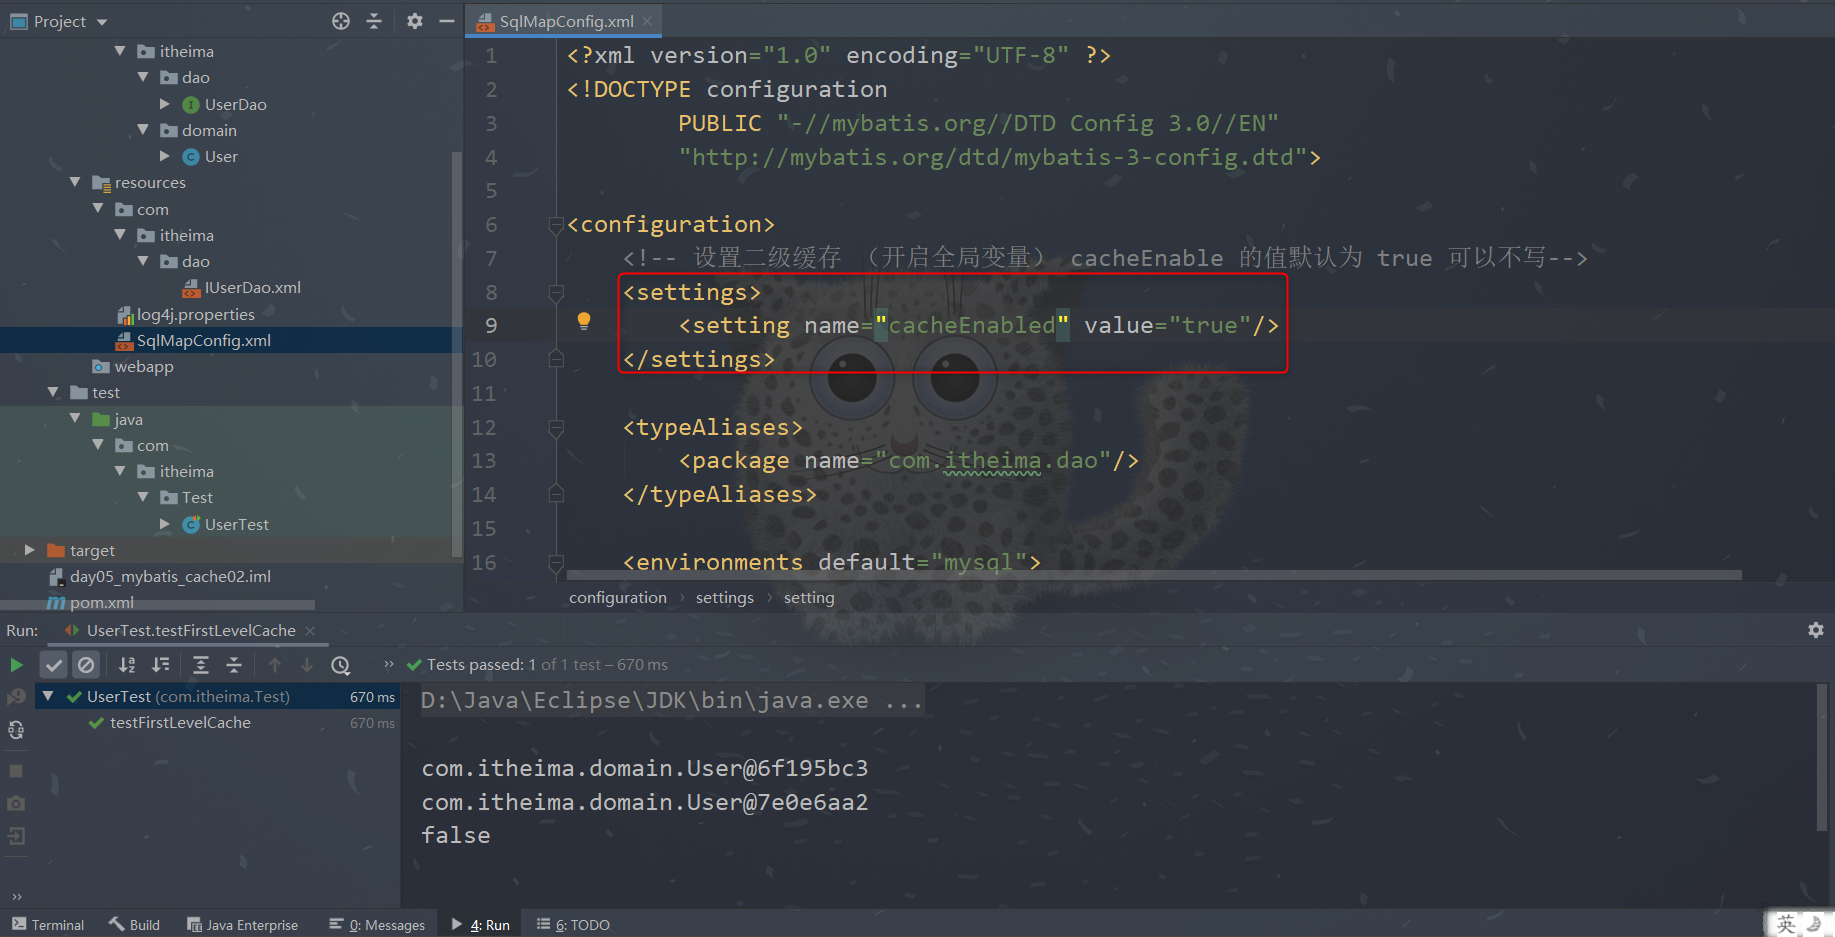 Project
itheima
dao
UserDao
domain
User
resources
com
itheima
dao
IUserDao.xml
log4j.properties
SqlMapConfig.xml
webapp
test
java
com
itheima
Test
UserTest
target
day05_mybatis_cache02.iml
pom.xml
SqlMapConfig.xml
1 <?xml version="1.0" encoding="UTF-8" ?>
2 <!DOCTYPE configuration
3 PUBLIC "-//mybatis.org//DTD Config 3.0//EN"
4 "http://mybatis.org/dtd/mybatis-3-config.dtd">
5
6 <configuration>
7 <!-- 设置二级缓存 （开启全局变量） cacheEnable 的值默认为 true 可以不写-->
8 <settings>
9 <setting name="cacheEnabled" value="true"/>
10 </settings>
11
12 <typeAliases>
13 <package name="com.itheima.dao"/>
14 </typeAliases>
15
16 <environments default="mysql">
configuration › settings › setting
Run: UserTest.testFirstLevelCache
» Tests passed: 1 of 1 test – 670 ms
UserTest (com.itheima.Test) 670 ms
testFirstLevelCache 670 ms
D:\Java\Eclipse\JDK\bin\java.exe ...
com.itheima.domain.User@6f195bc3
com.itheima.domain.User@7e0e6aa2
false
»
Terminal Build Java Enterprise 0: Messages 4: Run 6: TODO
英